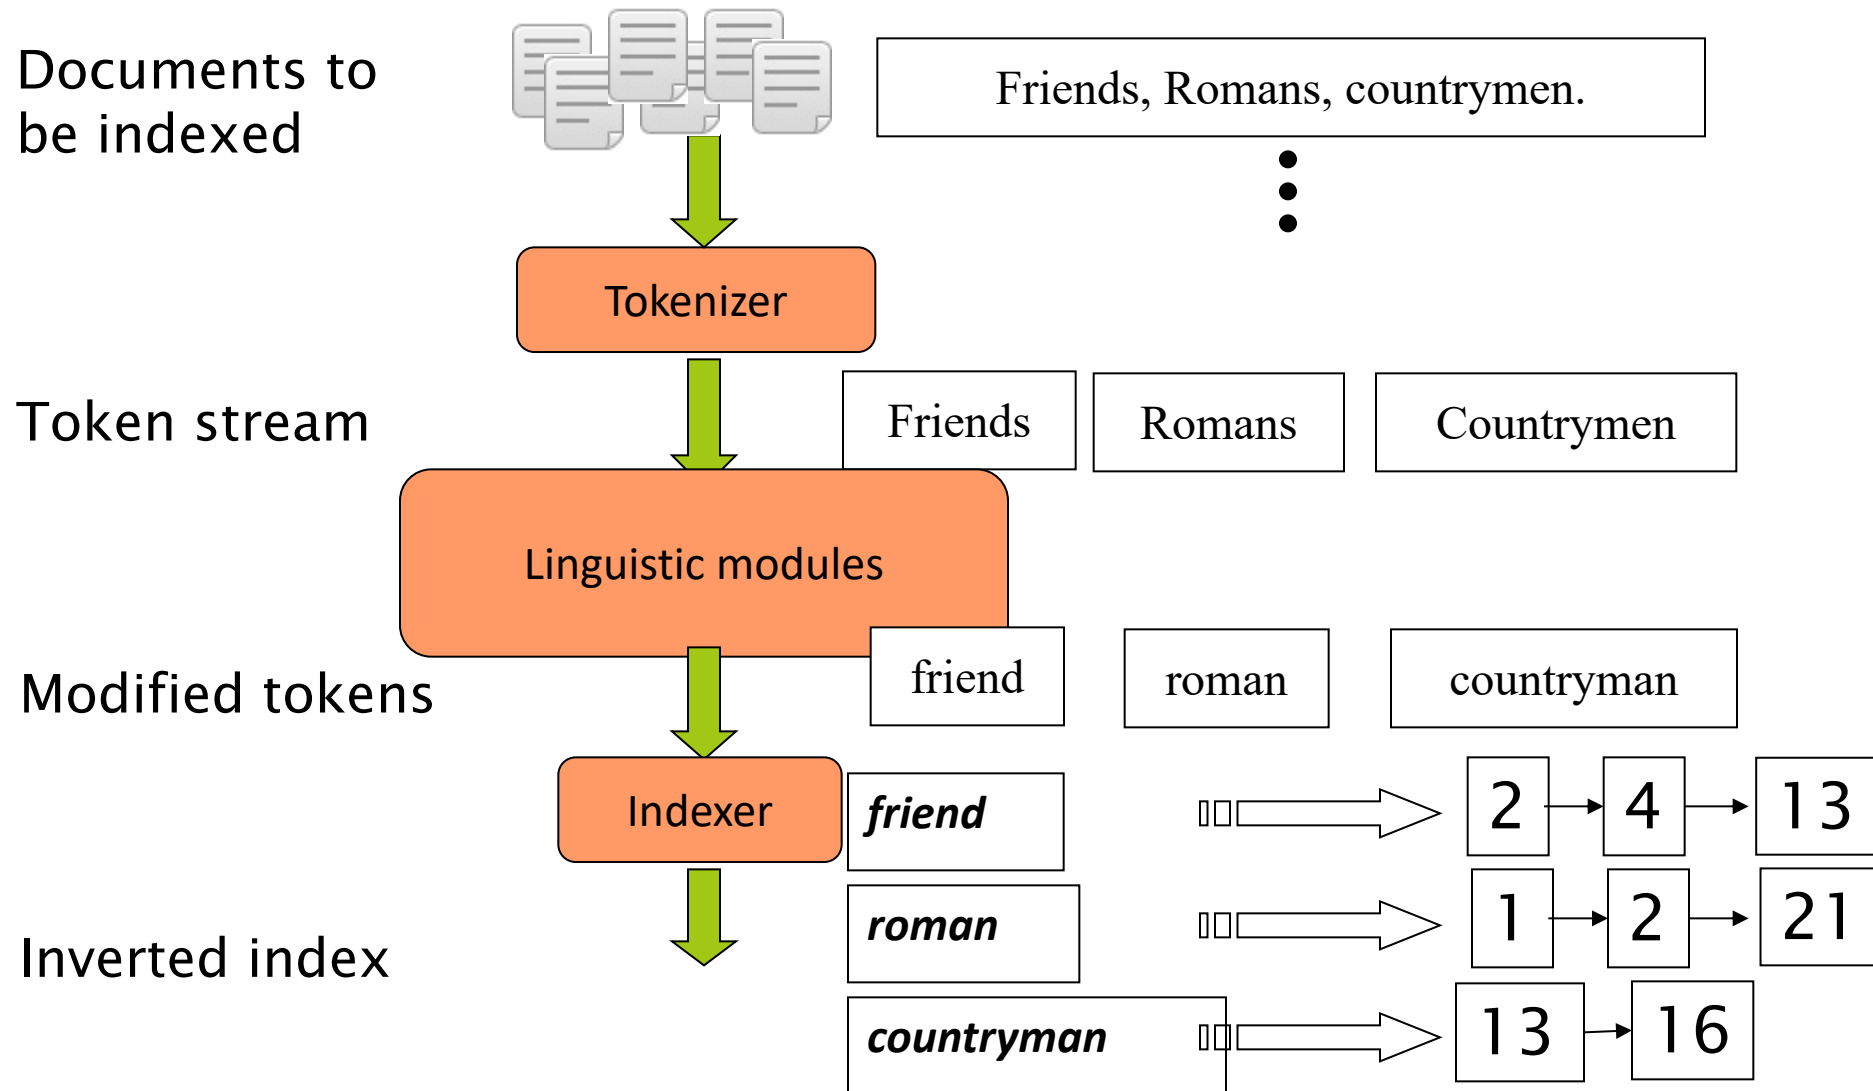 Documents to
be indexed
Friends, Romans, countrymen.
Tokenizer
Token stream
Friends
Romans
Countrymen
Linguistic modules
Modified tokens
friend
roman
countryman
Indexer
friend
2
4
13
roman
1
2
21
Inverted index
countryman
13
16